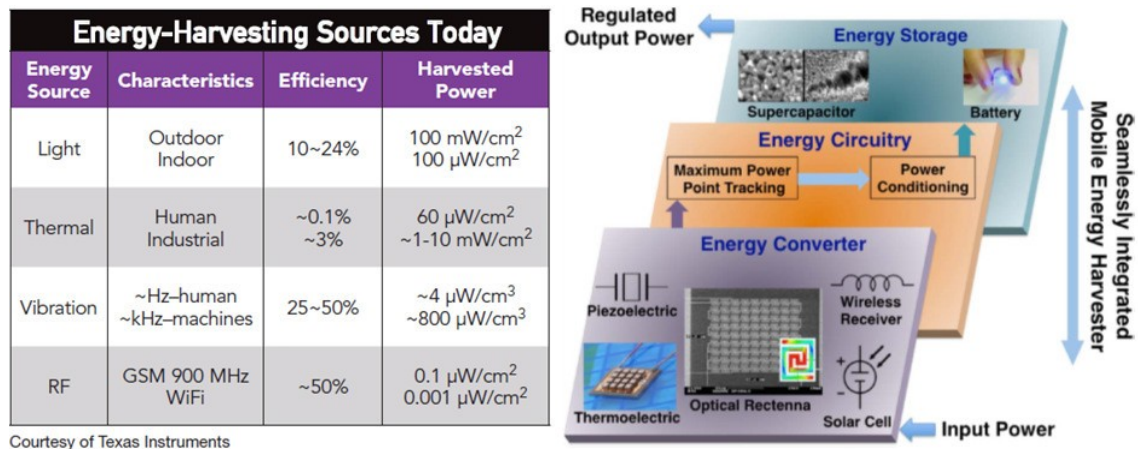 Energy-Harvesting Sources Today
Energy Source
Characteristics
Efficiency
Harvested Power
Light
Outdoor
Indoor
10~24%
100 mW/cm²
100 µW/cm²
Thermal
Human
Industrial
~0.1%
~3%
60 µW/cm²
~1-10 mW/cm²
Vibration
~Hz–human
~kHz–machines
25~50%
~4 µW/cm³
~800 µW/cm³
RF
GSM 900 MHz
WiFi
~50%
0.1 µW/cm²
0.001 µW/cm²
Courtesy of Texas Instruments
Regulated
Output Power
Energy Storage
Supercapacitor
Battery
Energy Circuitry
Maximum Power
Point Tracking
Power
Conditioning
Energy Converter
Piezoelectric
Wireless
Receiver
Thermoelectric
Optical Rectenna
+
-
Solar Cell
Input Power
Seamlessly Integrated
Mobile Energy Harvester